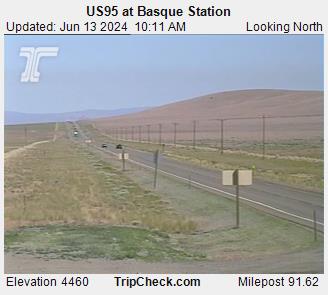 US95 at Basque Station
Updated: Jun 13 2024 10:11 AM Looking North
Elevation 4460 TripCheck.com Milepost 91.62